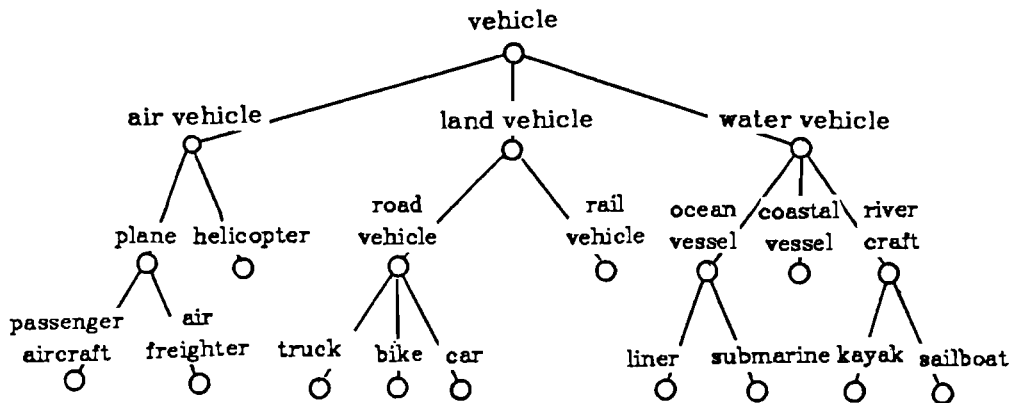 vehicle
air vehicle
land vehicle
water vehicle
plane
helicopter
road
vehicle
rail
vehicle
ocean
vessel
coastal
vessel
river
craft
passenger
aircraft
air
freighter
truck
bike
car
liner
submarine
kayak
sailboat